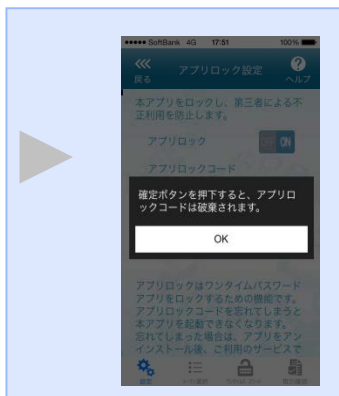 SoftBank 4G 17:51 100%
戻る アプリロック設定 ? ヘルプ
本アプリをロックし、第三者による不
正利用を防止します。
アプリロック OFF ON
アプリロックコード
確定ボタンを押下すると、アプリロ
ックコードは破棄されます。
OK
アプリロックはワンタイムパスワード
アプリをロックするための機能です。
アプリロックコードを忘れてしまうと
本アプリを起動できなくなります。
忘れてしまった場合は、アプリをアン
インストール後、ご利用のサービスで
設定